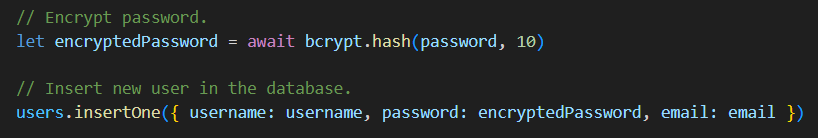 // Encrypt password.
let encryptedPassword = await bcrypt.hash(password, 10)
// Insert new user in the database.
users.insertOne({ username: username, password: encryptedPassword, email: email })